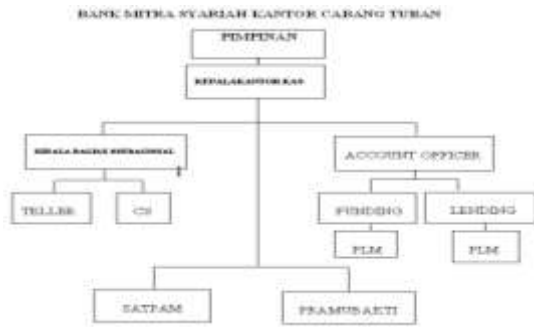 BANK MITRA SYARIAH KANTOR CABANG TUBAN
PIMPINAN
KEPALA KANTOR KAS
KEPALA BAGIAN OPERASIONAL
ACCOUNT OFFICER
TELLER
CS
FUNDING
LENDING
FLM
FLM
SATPAM
PRAMUBAKTI